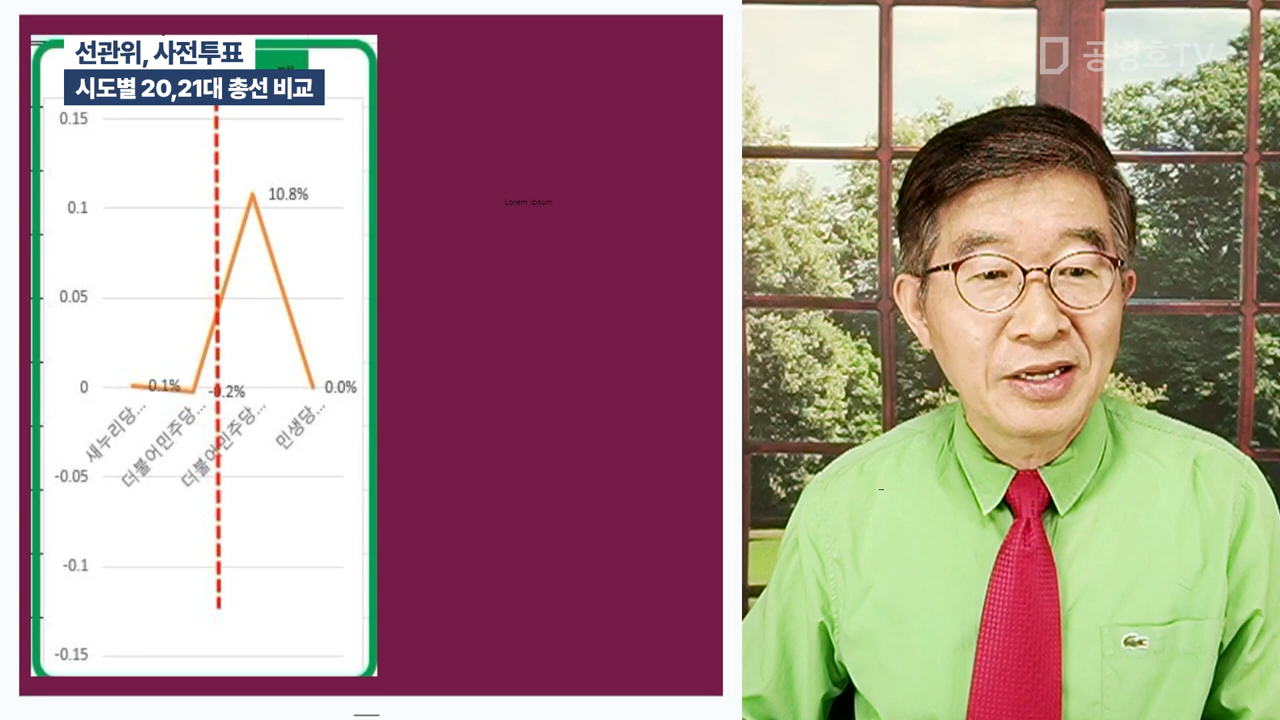 선관위, 사전투표
시도별 20,21대 총선 비교
공병호TV
0.15
10.8%
0.1
Lorem ipsum
0.05
0
0.1%
-0.2%
0.0%
새누리당...
더불어민주당...
더불어민주당...
민생당...
-0.05
-0.1
-0.15